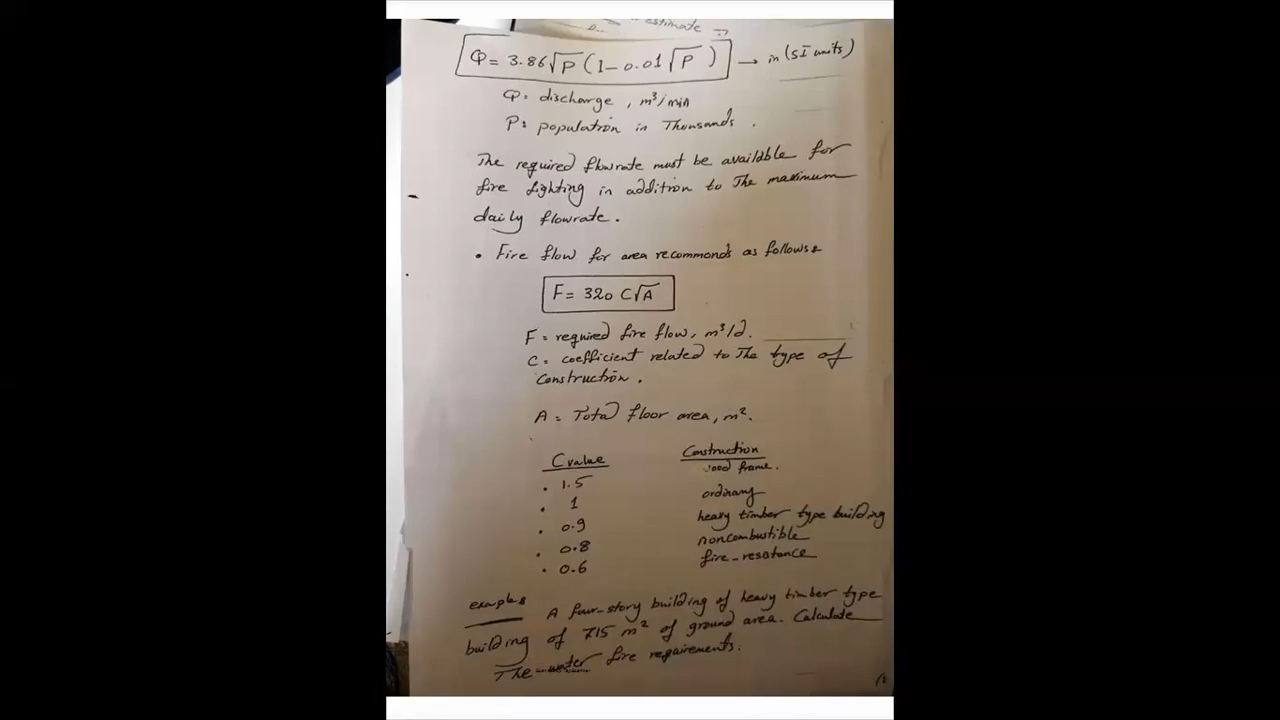 estimate
Q = 3.86√P (1-0.01√P) → in (SI units)
Q: discharge, m³/min
P: population in Thousands.
The required flowrate must be available for
fire fighting in addition to The maximum
daily flowrate.
• Fire flow for area recommonds as follows:
F = 320 C√A
F = required fire flow, m³/d.
C = coefficient related to The type of
Construction.
A = Total floor area, m².
C value Construction
• 1.5 wood frame.
• 1 ordinary
• 0.9 heavy timber type building
• 0.8 noncombustible
• 0.6 fire-resistance
example A four-story building of heavy timber type
building of 715 m² of ground area. Calculate
The water fire requirements.